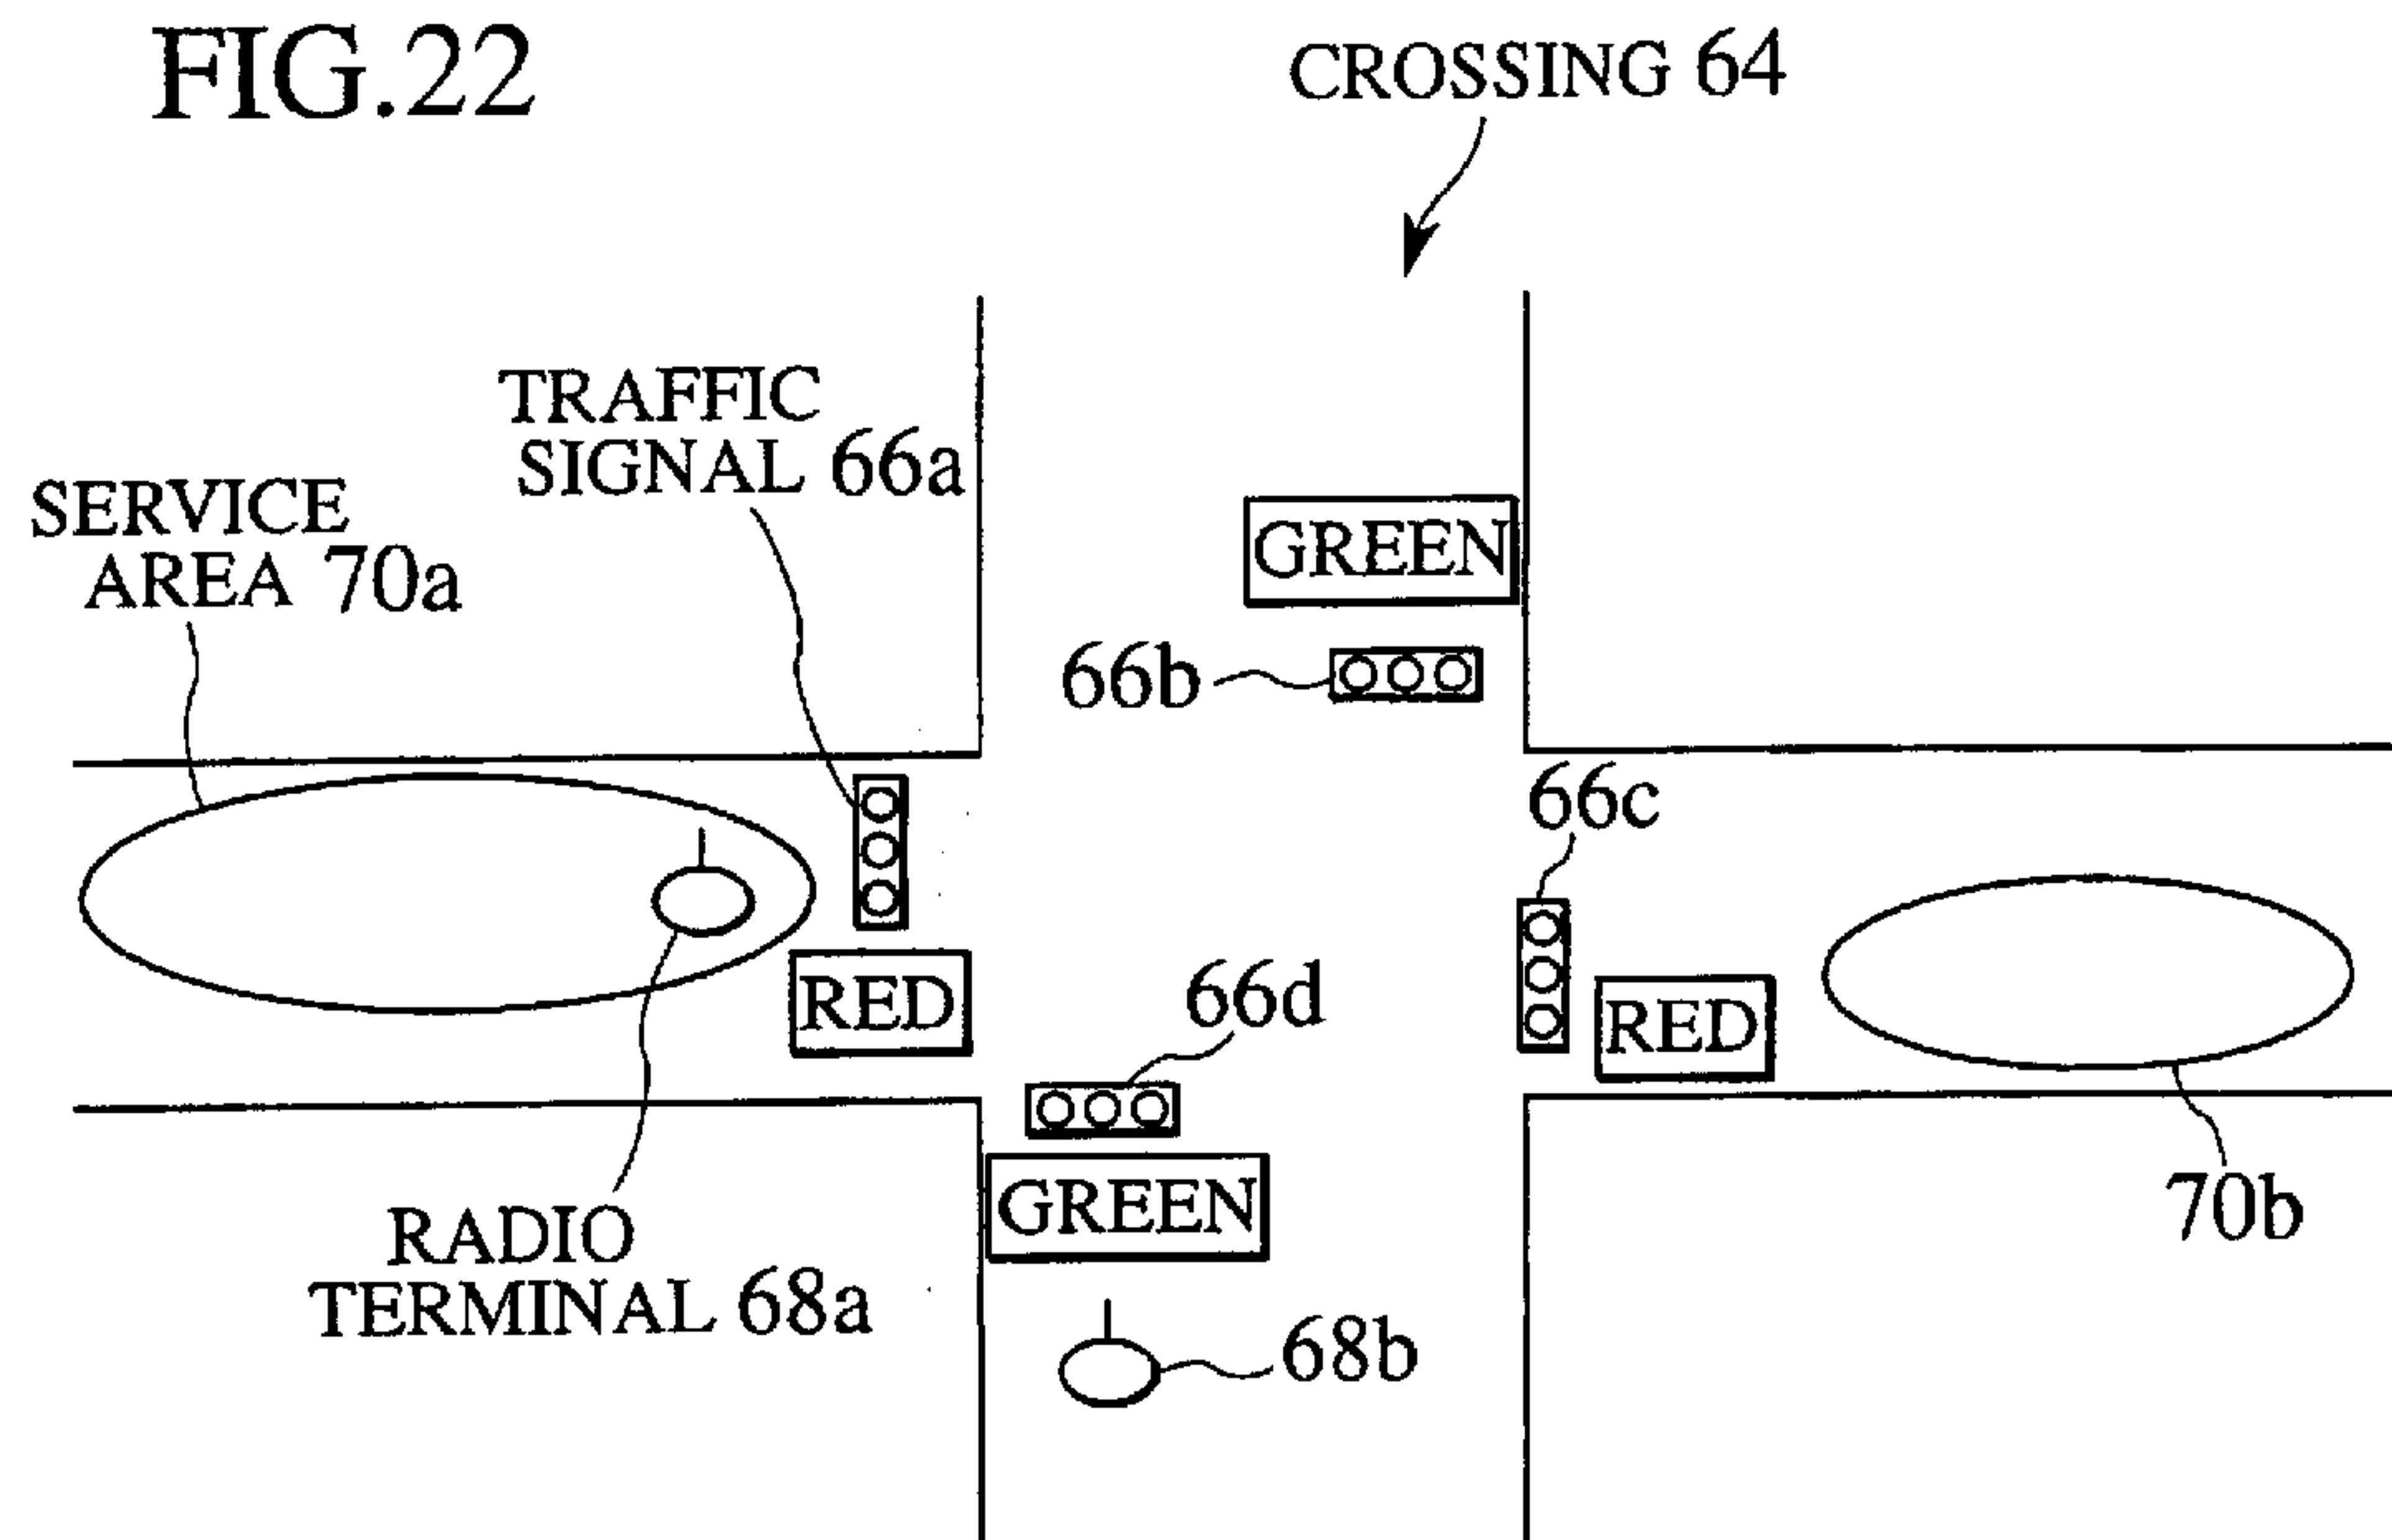 FIG.22
CROSSING 64
TRAFFIC
SIGNAL 66a
SERVICE
AREA 70a
GREEN
66b
66c
RED
66d
RED
GREEN
70b
RADIO
TERMINAL 68a
68b